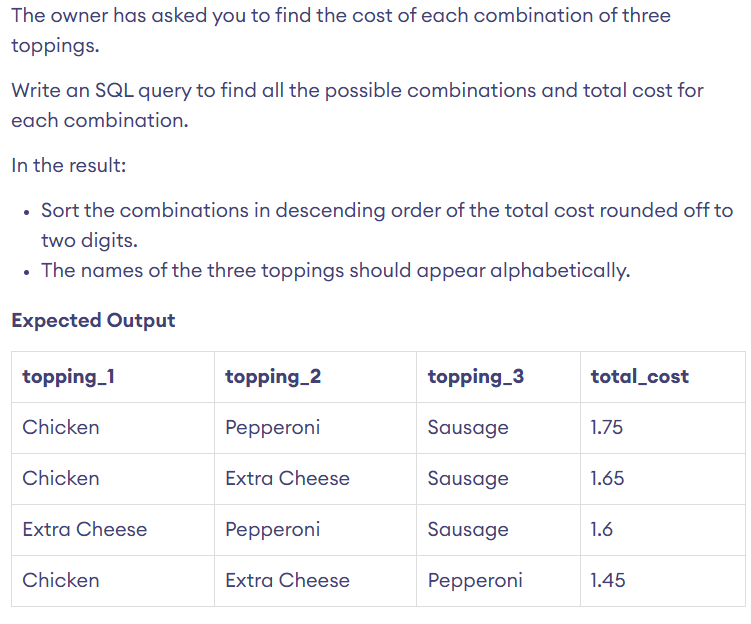 The owner has asked you to find the cost of each combination of three
toppings.
Write an SQL query to find all the possible combinations and total cost for
each combination.
In the result:
• Sort the combinations in descending order of the total cost rounded off to
two digits.
• The names of the three toppings should appear alphabetically.
Expected Output
topping_1 topping_2 topping_3 total_cost
Chicken Pepperoni Sausage 1.75
Chicken Extra Cheese Sausage 1.65
Extra Cheese Pepperoni Sausage 1.6
Chicken Extra Cheese Pepperoni 1.45